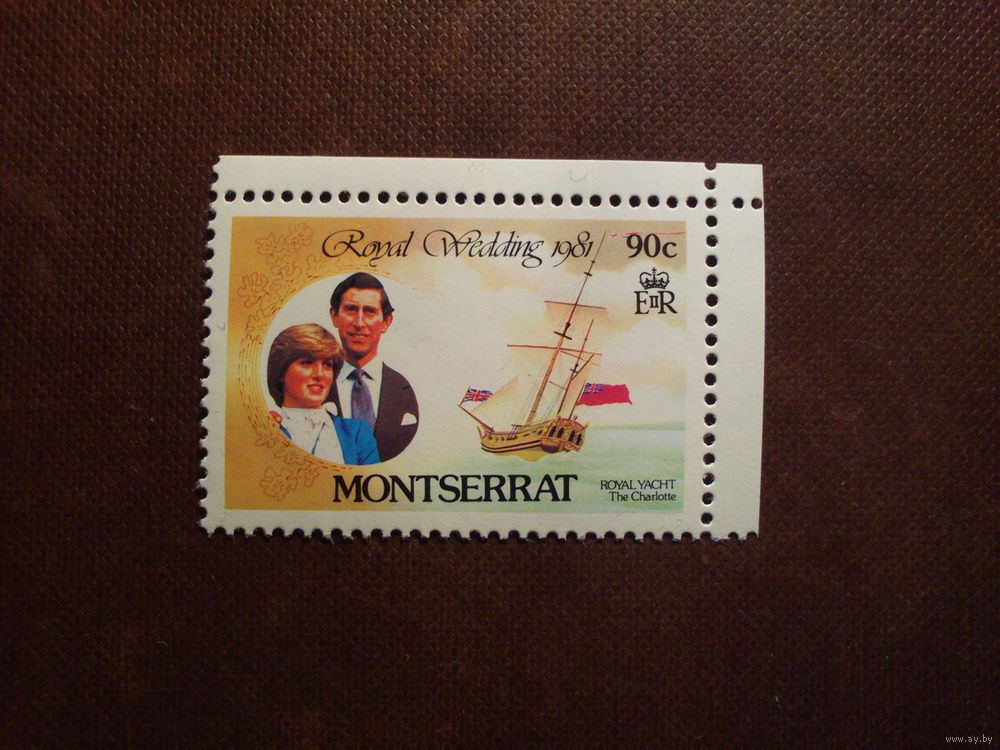 Royal Wedding 1981
90c
EIIR
MONTSERRAT
ROYAL YACHT
The Charlotte
www.ay.by